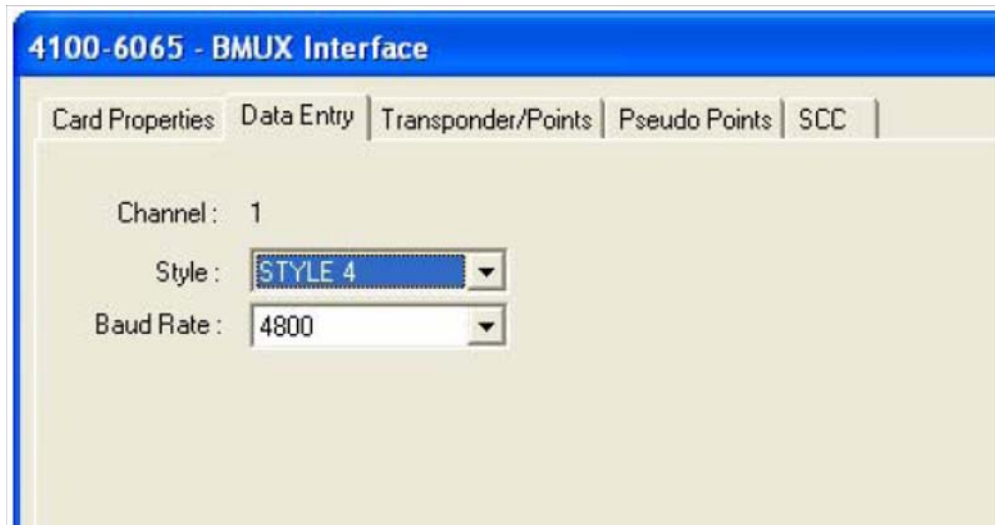 4100-6065 - BMUX Interface
Card Properties Data Entry Transponder/Points Pseudo Points SCC
Channel : 1
Style : STYLE 4
Baud Rate : 4800